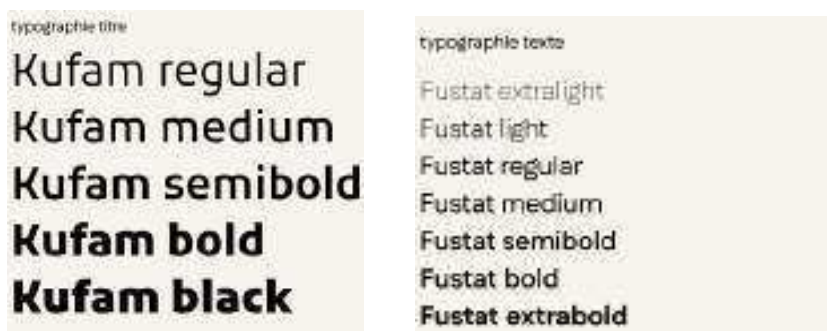 typographie titre
Kufam regular
Kufam medium
Kufam semibold
Kufam bold
Kufam black
typographie texte
Fustat extralight
Fustat light
Fustat regular
Fustat medium
Fustat semibold
Fustat bold
Fustat extrabold